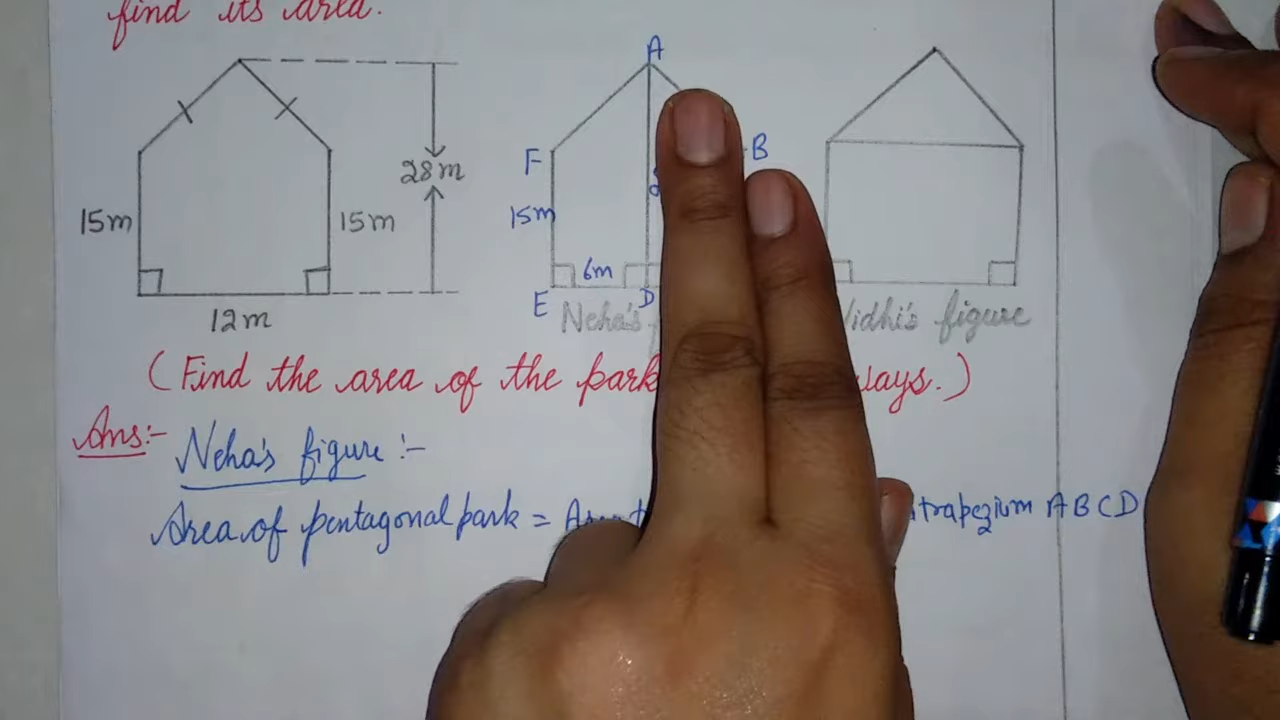 find its area.
A
28m
F
B
15m
15m
15m
6m
E
D
12m
Neha's
Vidhi's figure
(Find the area of the park
ways.)
Ans:-
Neha's figure :-
Area of pentagonal park =
trapezium ABCD